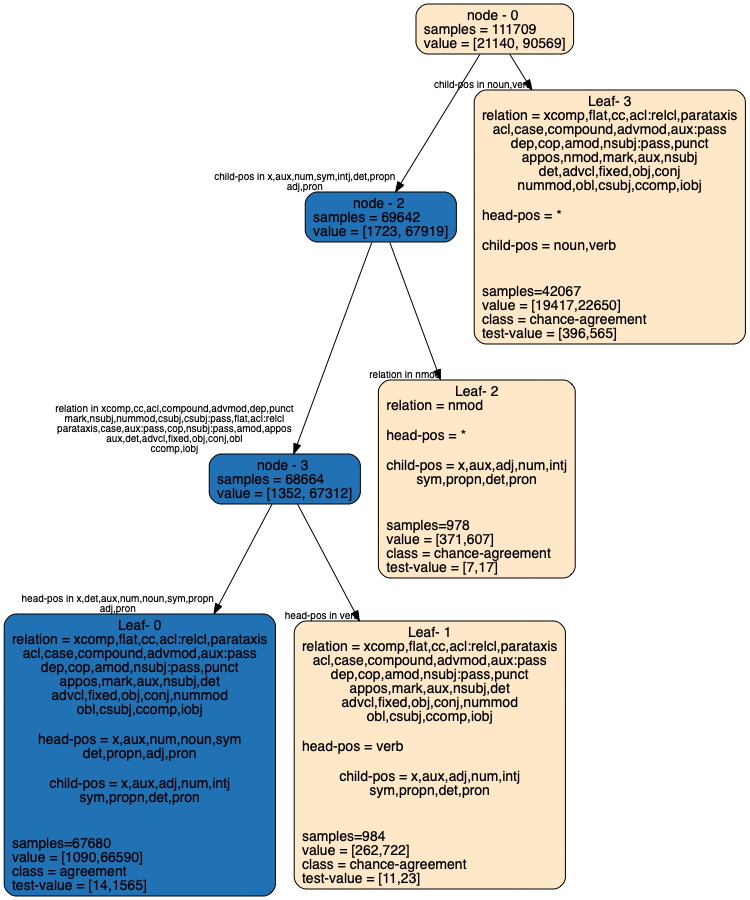 node - 0
samples = 111709
value = [21140, 90569]
child-pos in noun,verb
Leaf- 3
relation = xcomp,flat,cc,acl:relcl,parataxis
acl,case,compound,advmod,aux:pass
dep,cop,amod,nsubj:pass,punct
appos,nmod,mark,aux,nsubj
det,advcl,fixed,obj,conj
nummod,obl,csubj,ccomp,iobj
head-pos = *
child-pos = noun,verb
samples=42067
value = [19417,22650]
class = chance-agreement
test-value = [396,565]
child-pos in x,aux,num,sym,intj,det,propn
adj,pron
node - 2
samples = 69642
value = [1723, 67919]
relation in nmod
Leaf- 2
relation = nmod
head-pos = *
child-pos = x,aux,adj,num,intj
sym,propn,det,pron
samples=978
value = [371,607]
class = chance-agreement
test-value = [7,17]
relation in xcomp,cc,acl,compound,advmod,dep,punct
mark,nsubj,nummod,csubj,csubj:pass,flat,acl:relcl
parataxis,case,aux:pass,cop,nsubj:pass,amod,appos
aux,det,advcl,fixed,obj,conj,obl
ccomp,iobj
node - 3
samples = 68664
value = [1352, 67312]
head-pos in x,det,aux,num,noun,sym,propn
adj,pron
Leaf- 0
relation = xcomp,flat,cc,acl:relcl,parataxis
acl,case,compound,advmod,aux:pass
dep,cop,amod,nsubj:pass,punct
appos,mark,aux,nsubj,det
advcl,fixed,obj,conj,nummod
obl,csubj,ccomp,iobj
head-pos = x,aux,num,noun,sym
det,propn,adj,pron
child-pos = x,aux,adj,num,intj
sym,propn,det,pron
samples=67680
value = [1090,66590]
class = agreement
test-value = [14,1565]
head-pos in verb
Leaf- 1
relation = xcomp,flat,cc,acl:relcl,parataxis
acl,case,compound,advmod,aux:pass
dep,cop,amod,nsubj:pass,punct
appos,mark,aux,nsubj,det
advcl,fixed,obj,conj,nummod
obl,csubj,ccomp,iobj
head-pos = verb
child-pos = x,aux,adj,num,intj
sym,propn,det,pron
samples=984
value = [262,722]
class = chance-agreement
test-value = [11,23]